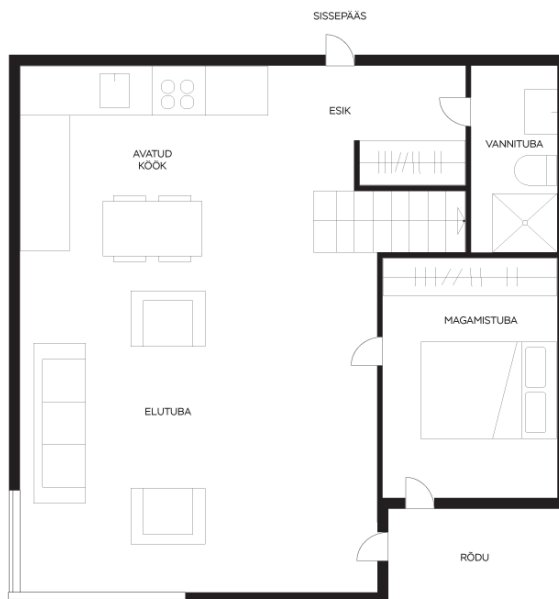 SISSEPÄÄS
ESIK
AVATUD
KÖÖK
VANNITUBA
MAGAMISTUBA
ELUTUBA
RÕDU